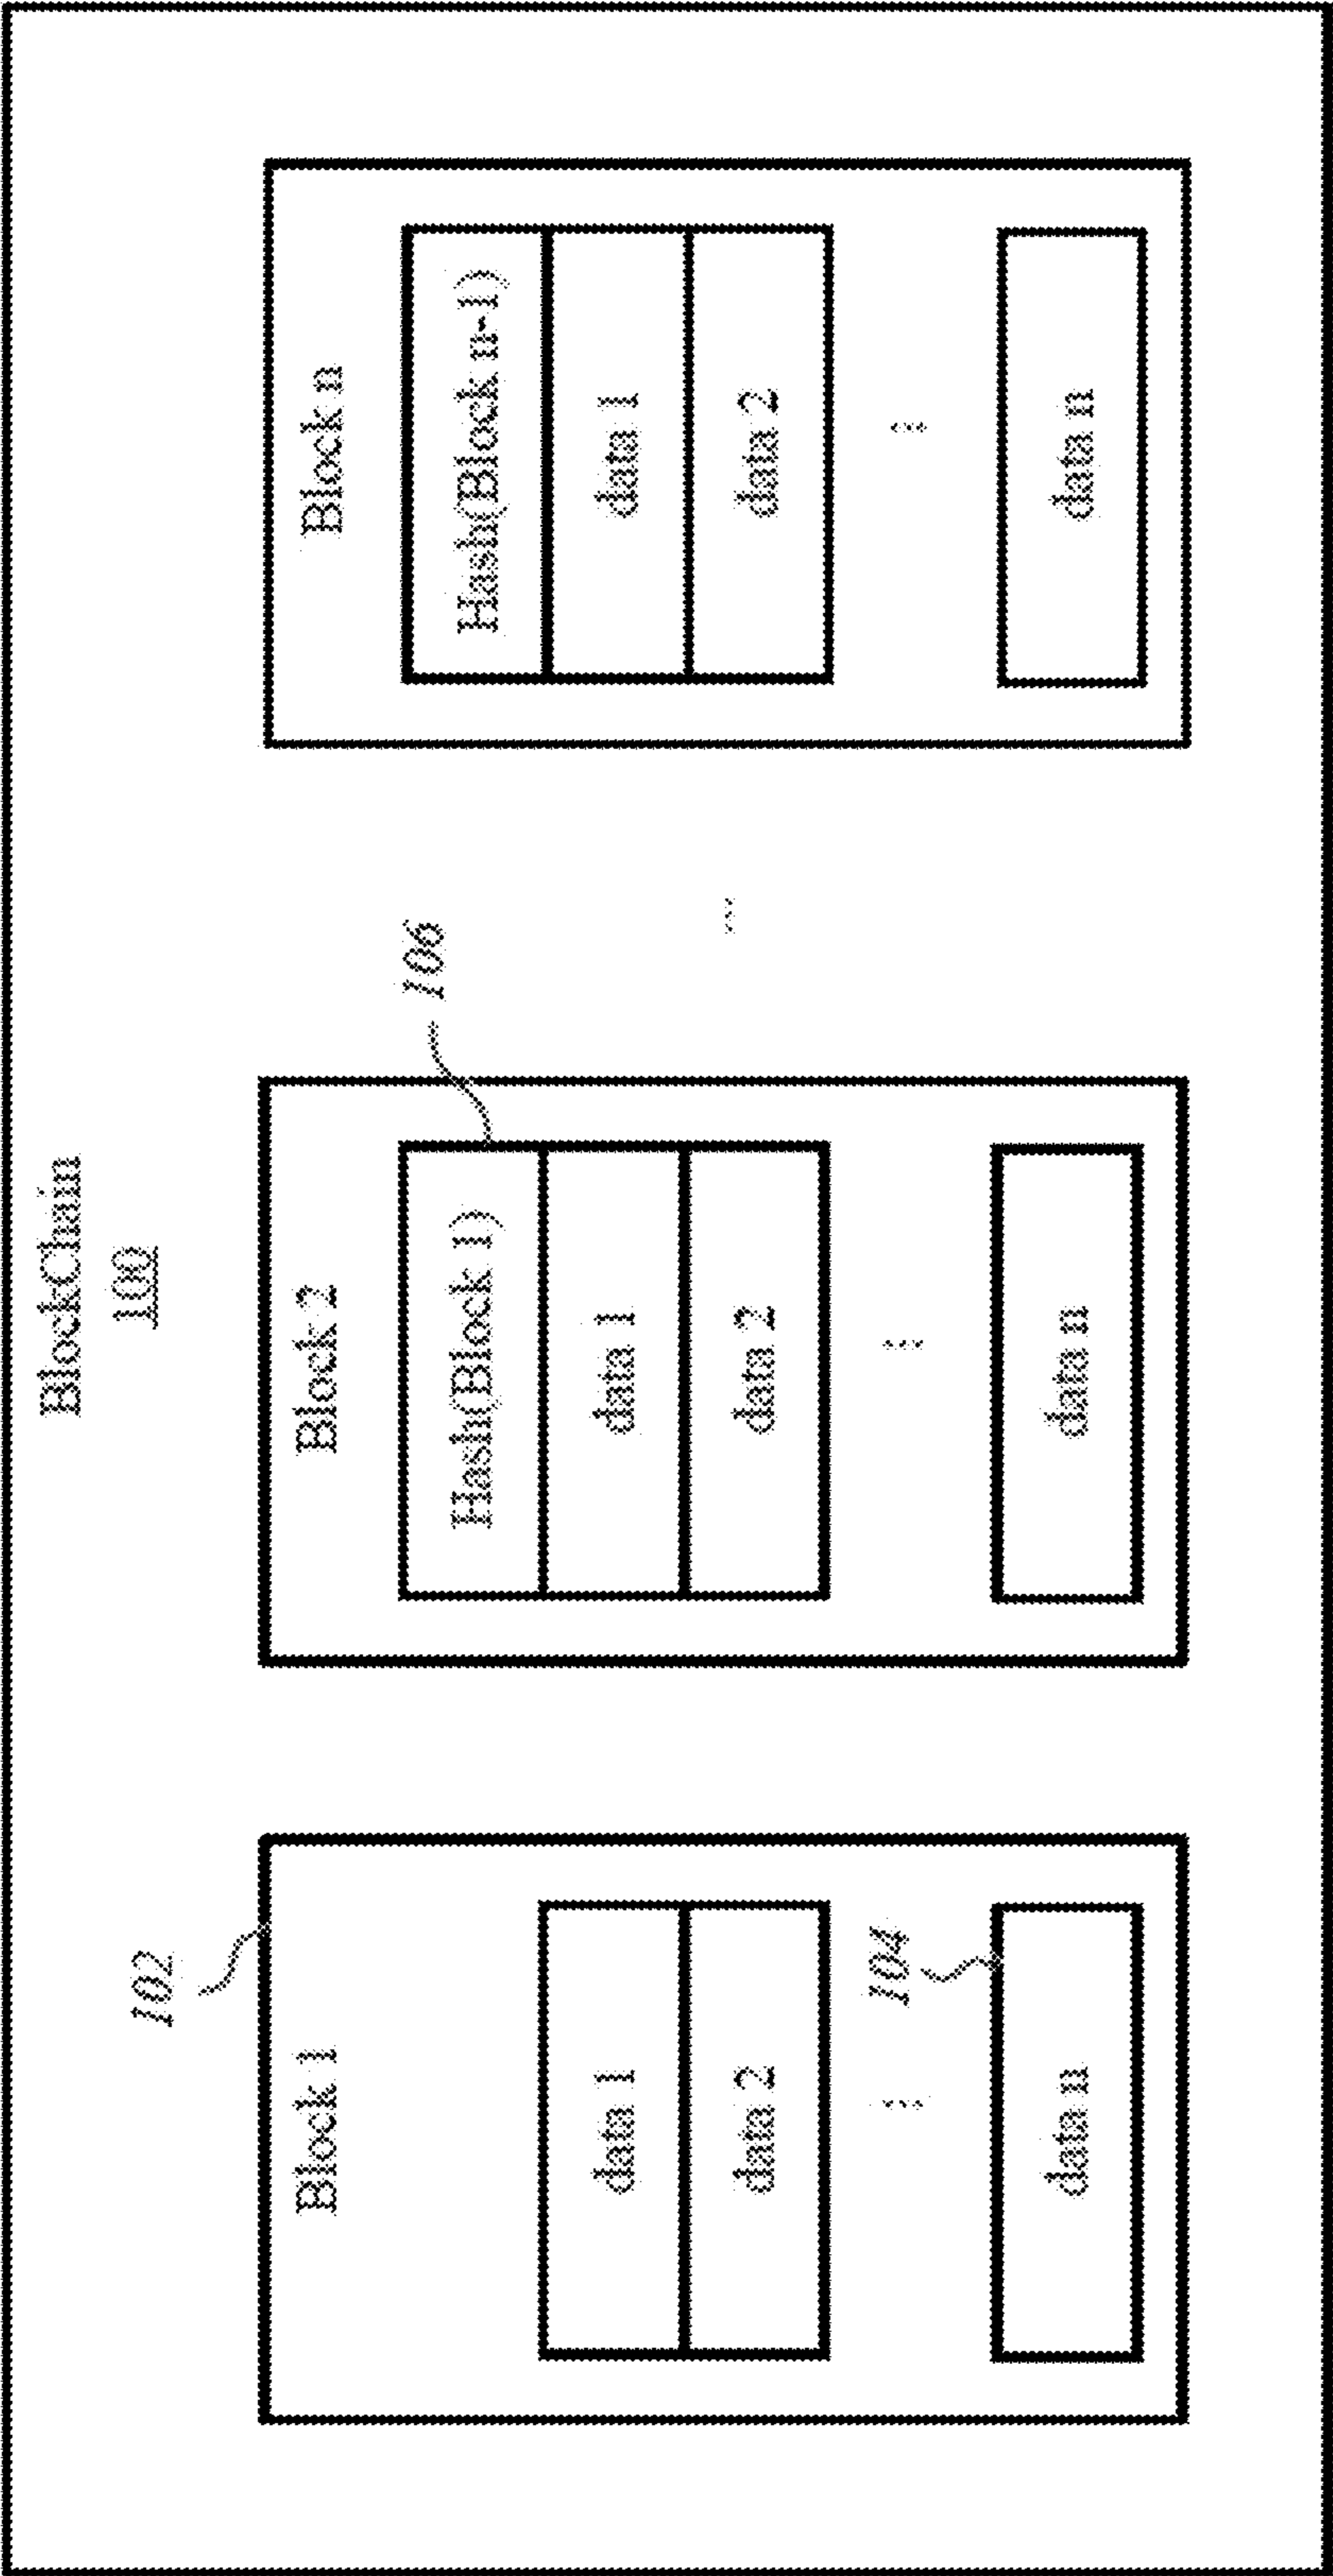 BlockChain
100
102
Block 1
data 1
data 2
⋮
104
data n
Block 2
106
Hash(Block 1)
data 1
data 2
⋮
data n
...
Block n
Hash(Block n-1)
data 1
data 2
⋮
data n